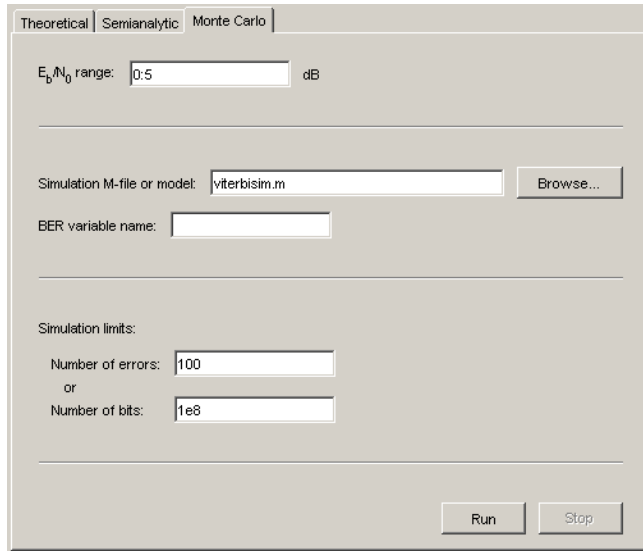 Theoretical Semianalytic Monte Carlo
Eb/N0 range: 0:5 dB
Simulation M-file or model: viterbisim.m Browse...
BER variable name:
Simulation limits:
Number of errors: 100
or
Number of bits: 1e8
Run Stop